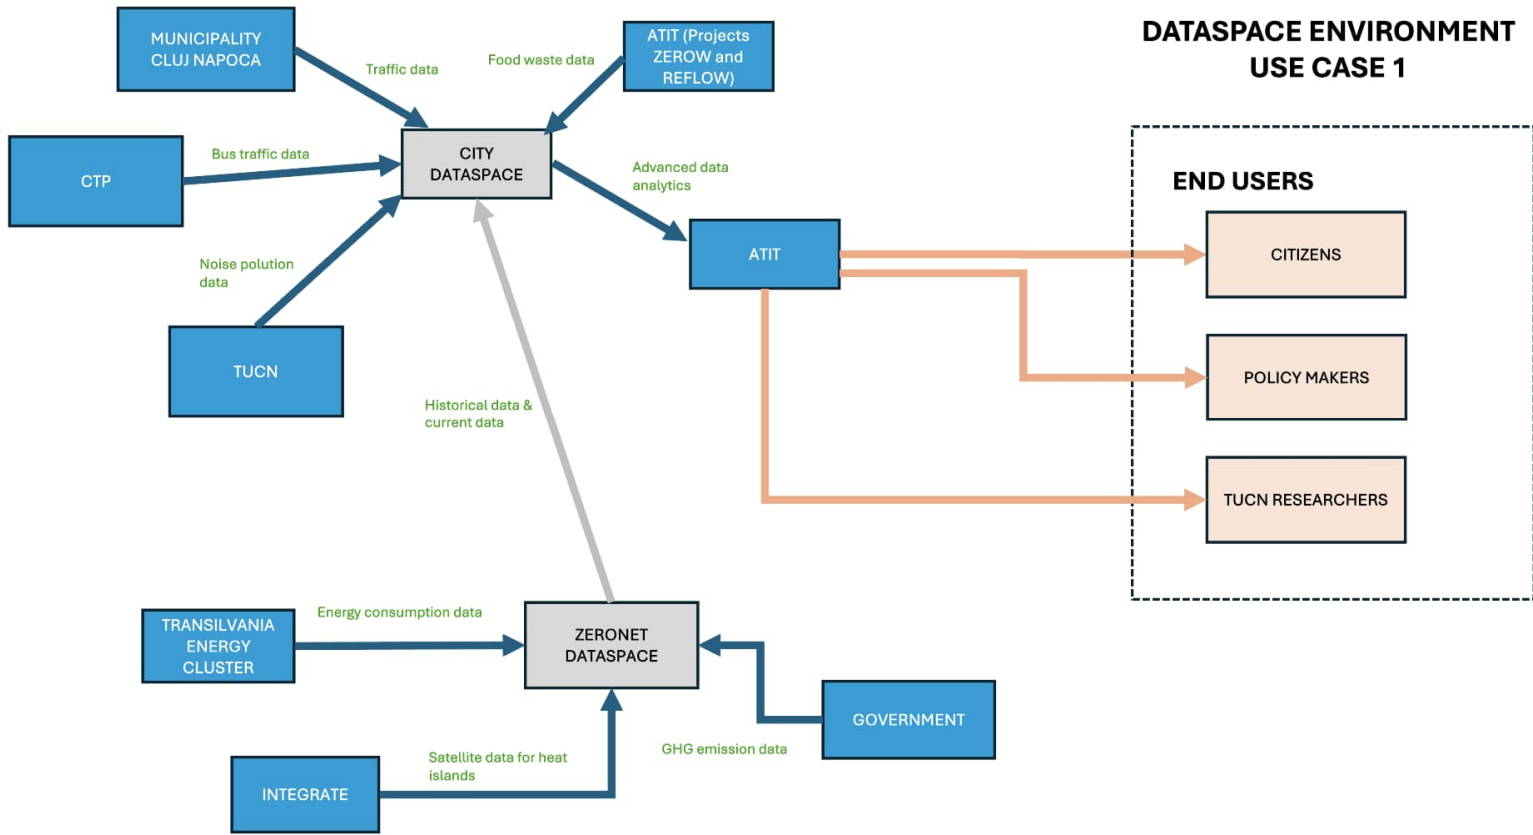 DATASPACE ENVIRONMENT
USE CASE 1
MUNICIPALITY
CLUJ NAPOCA
Traffic data
Food waste data
ATIT (Projects
ZEROW and
REFLOW)
CTP
Bus traffic data
CITY
DATASPACE
Advanced data
analytics
Noise polution
data
TUCN
ATIT
END USERS
CITIZENS
POLICY MAKERS
TUCN RESEARCHERS
Historical data &
current data
TRANSILVANIA
ENERGY
CLUSTER
Energy consumption data
ZERONET
DATASPACE
GOVERNMENT
GHG emission data
Satellite data for heat
islands
INTEGRATE